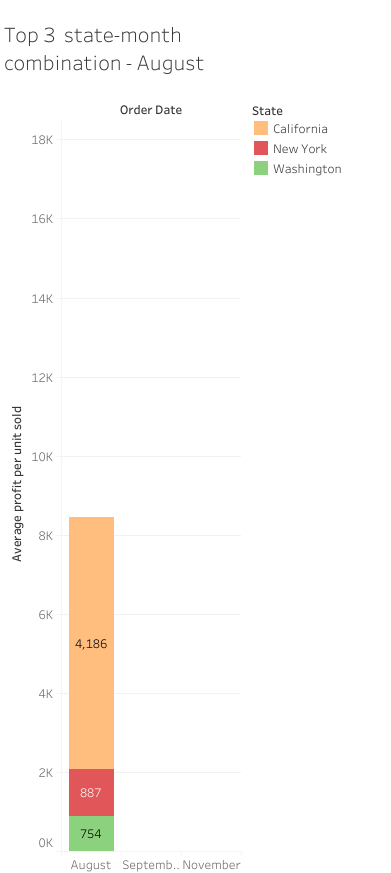 Top 3 state-month
combination - August
Order Date
State
California
New York
Washington
18K
16K
14K
12K
10K
8K
6K
4K
2K
0K
Average profit per unit sold
4,186
887
754
August Septemb.. November